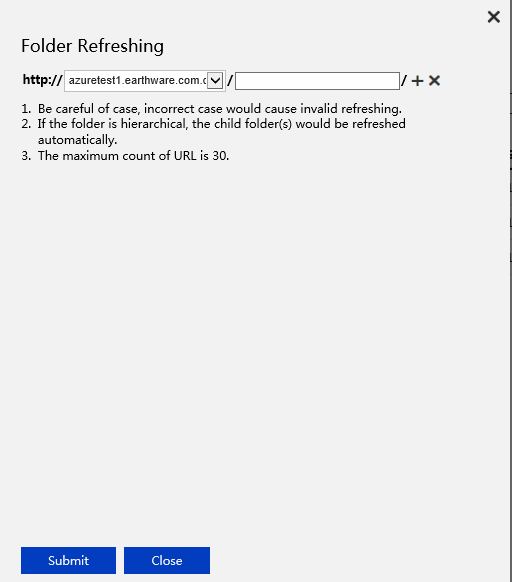 Folder Refreshing
http:// azuretest1.earthware.com.c / /
1. Be careful of case, incorrect case would cause invalid refreshing.
2. If the folder is hierarchical, the child folder(s) would be refreshed
automatically.
3. The maximum count of URL is 30.
Submit Close